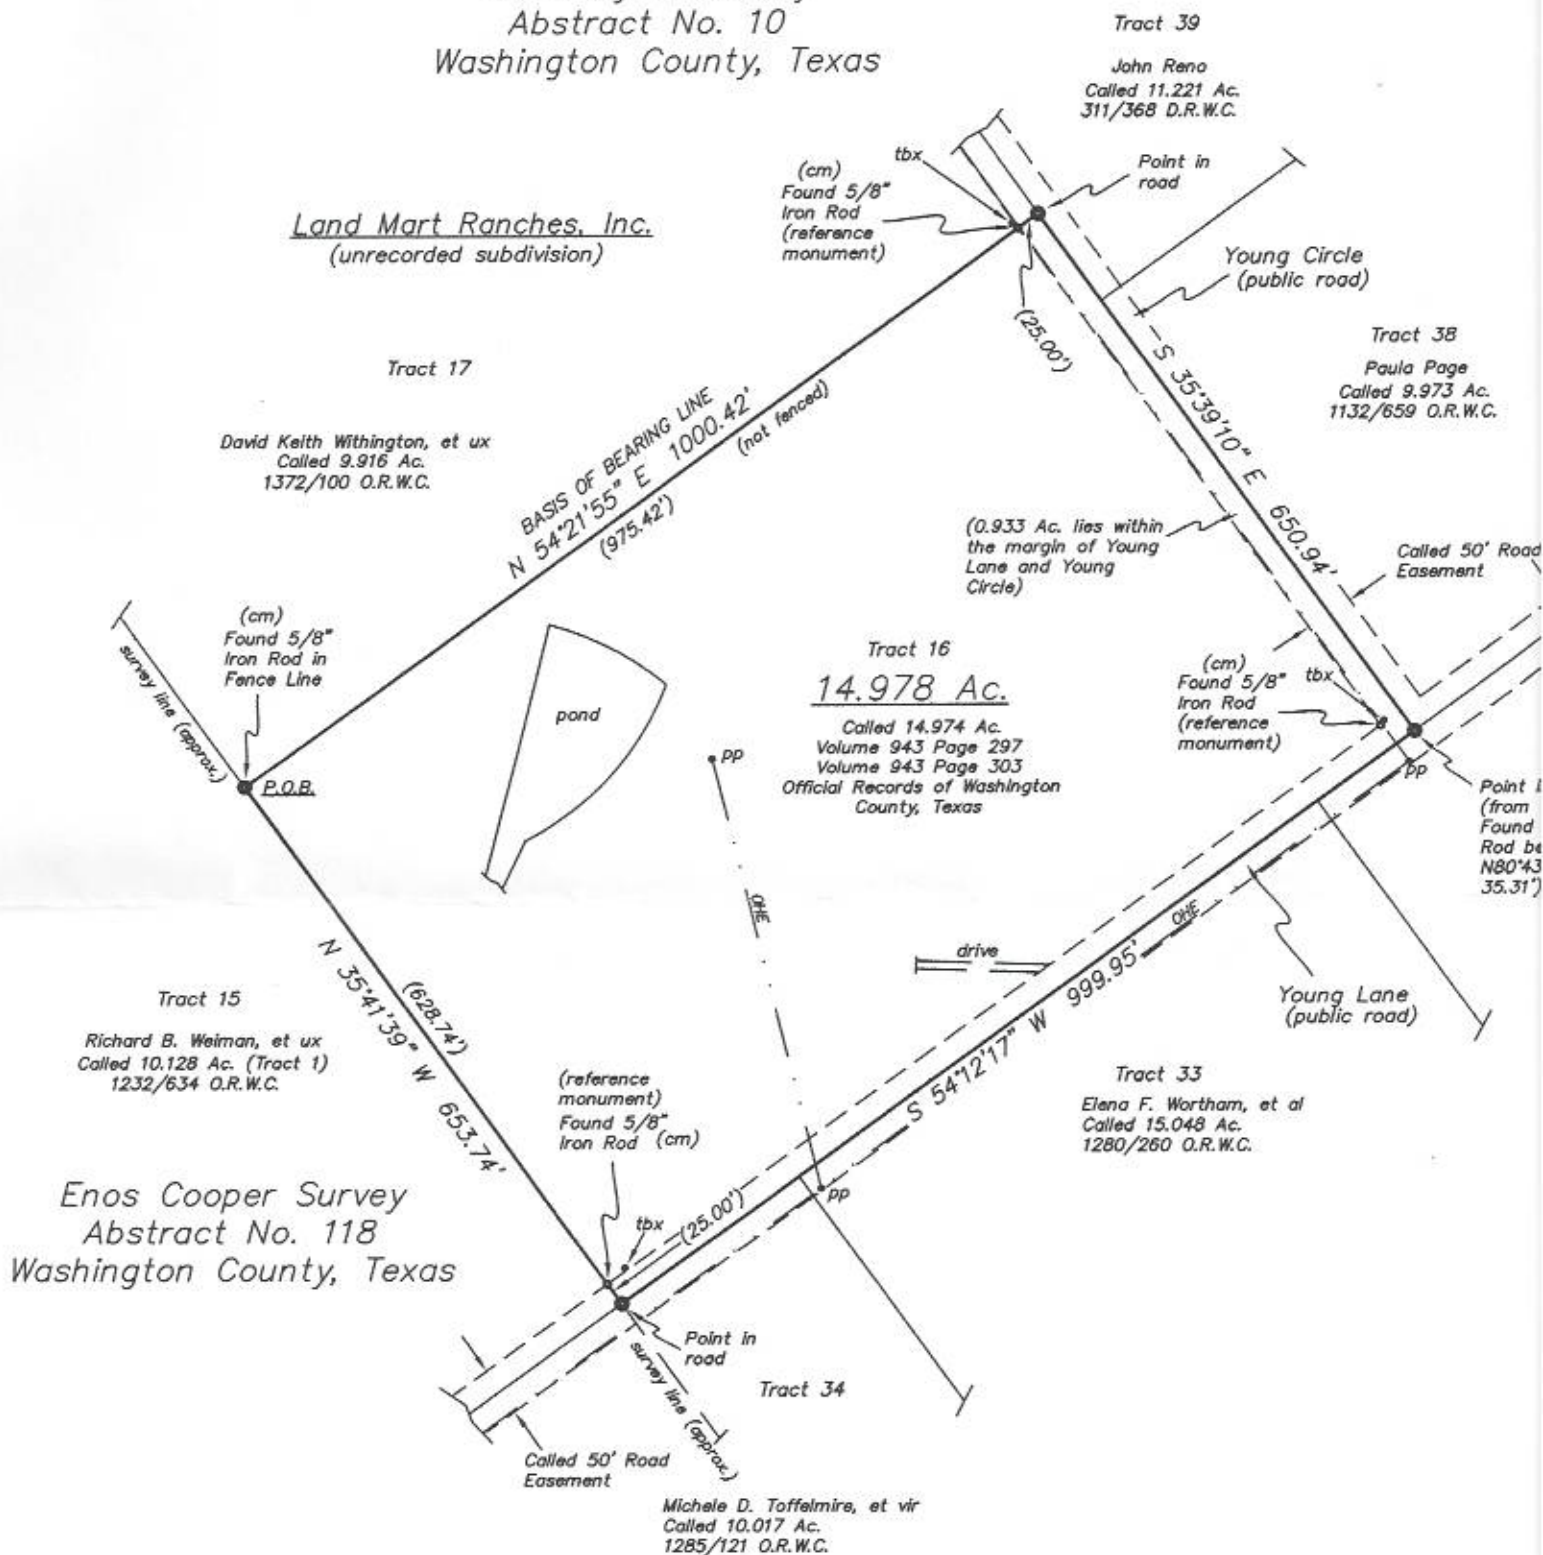 Abstract No. 10
Washington County, Texas
Tract 39
John Reno
Called 11.221 Ac.
311/368 D.R.W.C.
tbx
Point in
road
(cm)
Found 5/8"
Iron Rod
(reference
monument)
Land Mart Ranches, Inc.
(unrecorded subdivision)
Young Circle
(public road)
(25.00')
S 35°39'10" E 650.94'
Tract 38
Paula Page
Called 9.973 Ac.
1132/659 O.R.W.C.
Tract 17
David Keith Withington, et ux
Called 9.916 Ac.
1372/100 O.R.W.C.
BASIS OF BEARING LINE
N 54°21'55" E 1000.42'
(975.42')
(not fenced)
(0.933 Ac. lies within
the margin of Young
Lane and Young
Circle)
Called 50' Road
Easement
(cm)
Found 5/8"
Iron Rod in
Fence Line
survey line (approx.)
P.O.B.
pond
pp
Tract 16
14.978 Ac.
Called 14.974 Ac.
Volume 943 Page 297
Volume 943 Page 303
Official Records of Washington
County, Texas
(cm)
Found 5/8"
Iron Rod
(reference
monument)
tbx
pp
Point
(from
Found
Rod
N80°43
35.31')
OHE
OHE
drive
Young Lane
(public road)
N 35°41'39" W 653.74'
(628.74')
S 54°12'17" W 999.95'
Tract 15
Richard B. Weiman, et ux
Called 10.128 Ac. (Tract 1)
1232/634 O.R.W.C.
(reference
monument)
Found 5/8"
Iron Rod (cm)
Tract 33
Elena F. Wortham, et al
Called 15.048 Ac.
1280/260 O.R.W.C.
Enos Cooper Survey
Abstract No. 118
Washington County, Texas
tbx
(25.00')
pp
Point in
road
survey line (approx.)
Tract 34
Called 50' Road
Easement
Michele D. Toffelmire, et vir
Called 10.017 Ac.
1285/121 O.R.W.C.